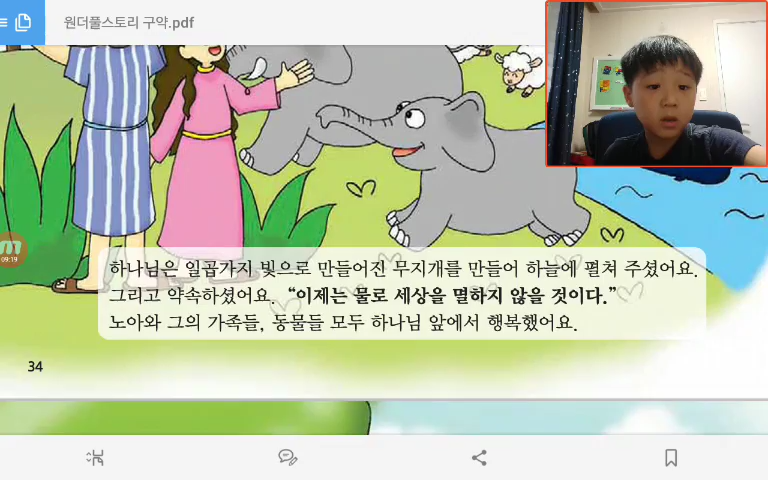 원더풀스토리 구약.pdf
09:19
하나님은 일곱가지 빛으로 만들어진 무지개를 만들어 하늘에 펼쳐 주셨어요.
그리고 약속하셨어요. “이제는 물로 세상을 멸하지 않을 것이다.”
노아와 그의 가족들, 동물들 모두 하나님 앞에서 행복했어요.
34